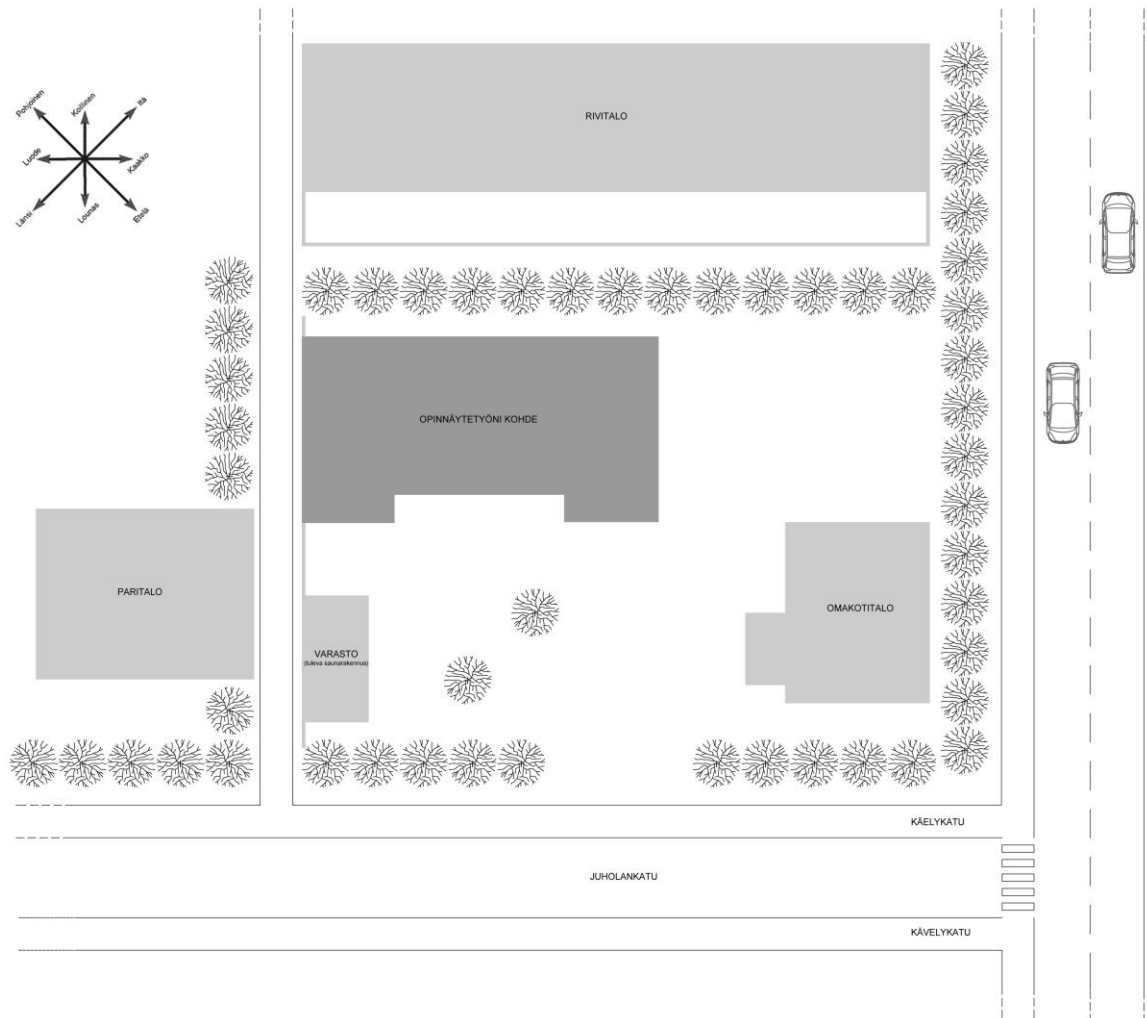 Pohjoinen
Koillinen
Itä
Luode
Kaakko
Länsi
Lounas
Etelä
RIVITALO
OPINNÄYTETYÖNI KOHDE
PARITALO
OMAKOTITALO
VARASTO
(tuleva saunarakennus)
KÄELYKATU
JUHOLANKATU
KÄVELYKATU